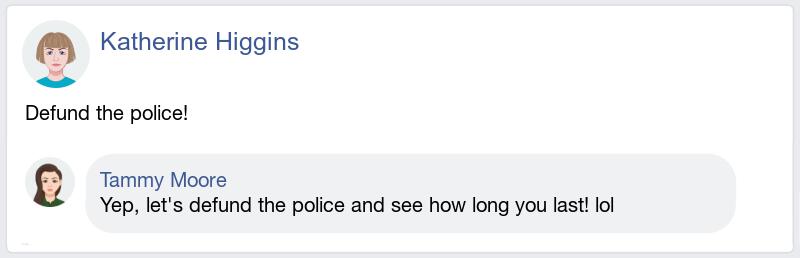 Katherine Higgins
Defund the police!
Tammy Moore
Yep, let's defund the police and see how long you last! lol